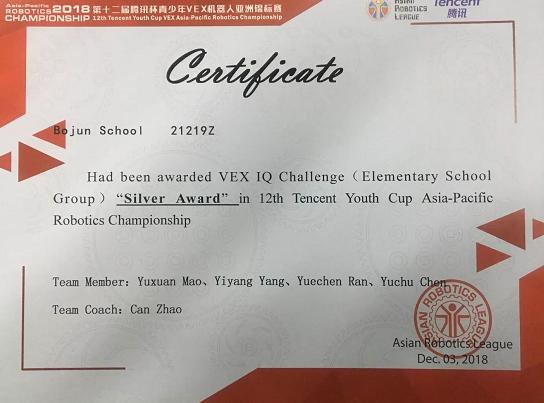 Asia-Pacific
ROBOTICS
CHAMPIONSHIP
2018 第十二届腾讯杯青少年VEX机器人亚洲锦标赛
12th Tencent Youth Cup VEX Asia-Pacific Robotics Championship
ASIAN
ROBOTICS
LEAGUE
Tencent
腾讯
Certificate
Bojun School 21219Z
Had been awarded VEX IQ Challenge（Elementary School
Group）“Silver Award” in 12th Tencent Youth Cup Asia-Pacific
Robotics Championship
Team Member：Yuxuan Mao、Yiyang Yang、Yuechen Ran、Yuchu Chen
Team Coach：Can Zhao
ASIAN ROBOTICS LEAGUE
Asian Robotics League
Dec. 03, 2018